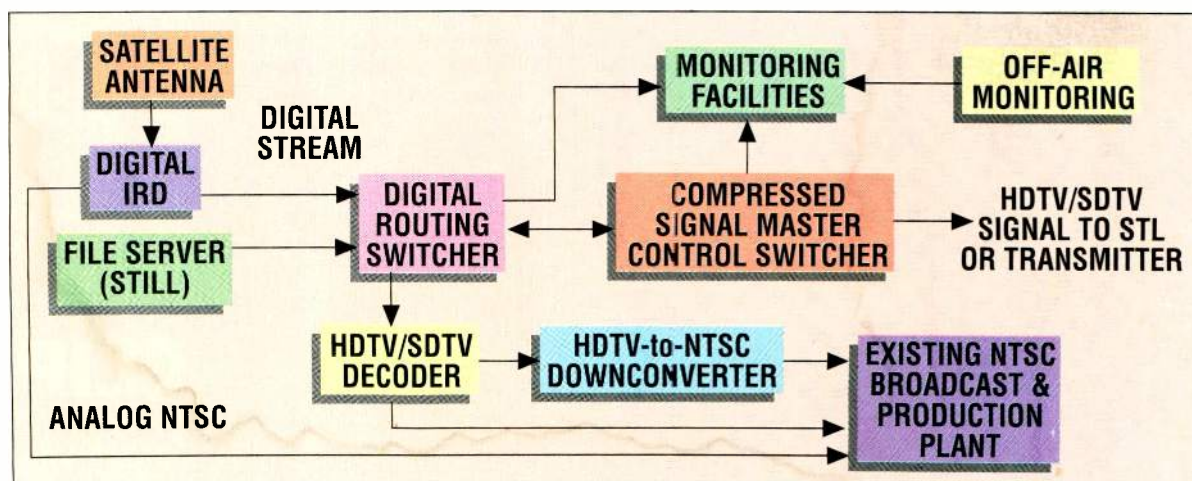 SATELLITE
ANTENNA
MONITORING
FACILITIES
OFF-AIR
MONITORING
DIGITAL
STREAM
DIGITAL
IRD
DIGITAL
ROUTING
SWITCHER
COMPRESSED
SIGNAL MASTER
CONTROL SWITCHER
HDTV/SDTV
SIGNAL TO STL
OR TRANSMITTER
FILE SERVER
(STILL)
HDTV/SDTV
DECODER
HDTV-to-NTSC
DOWNCONVERTER
EXISTING NTSC
BROADCAST &
PRODUCTION
PLANT
ANALOG NTSC